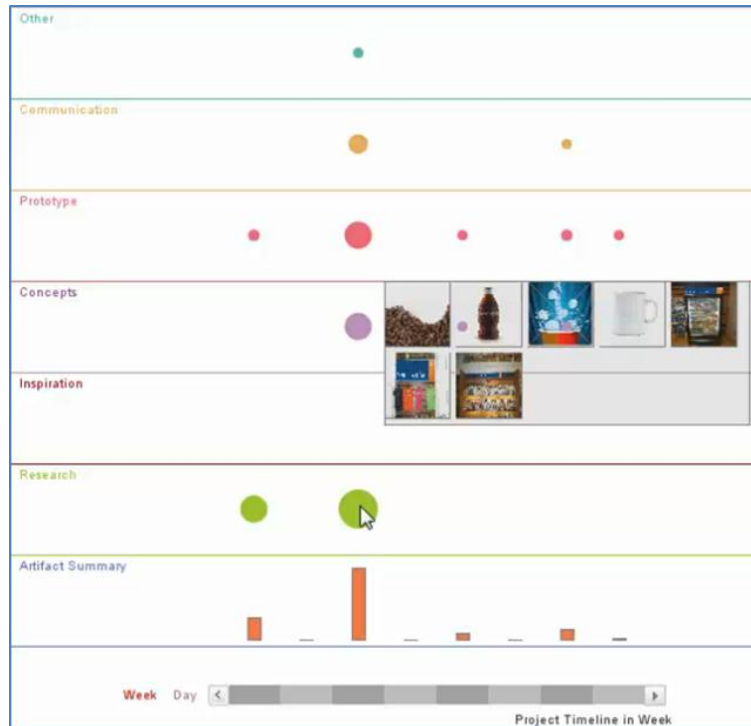 Other
Communication
Prototype
Concepts
Inspiration
Research
Artifact Summary
Week Day
Project Timeline in Week